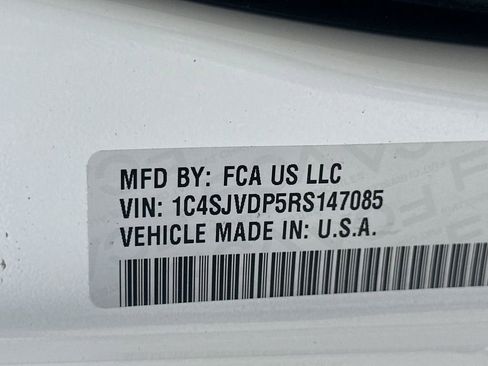 MFD BY: FCA US LLC
VIN: 1C4SJVDP5RS147085
VEHICLE MADE IN: U.S.A.